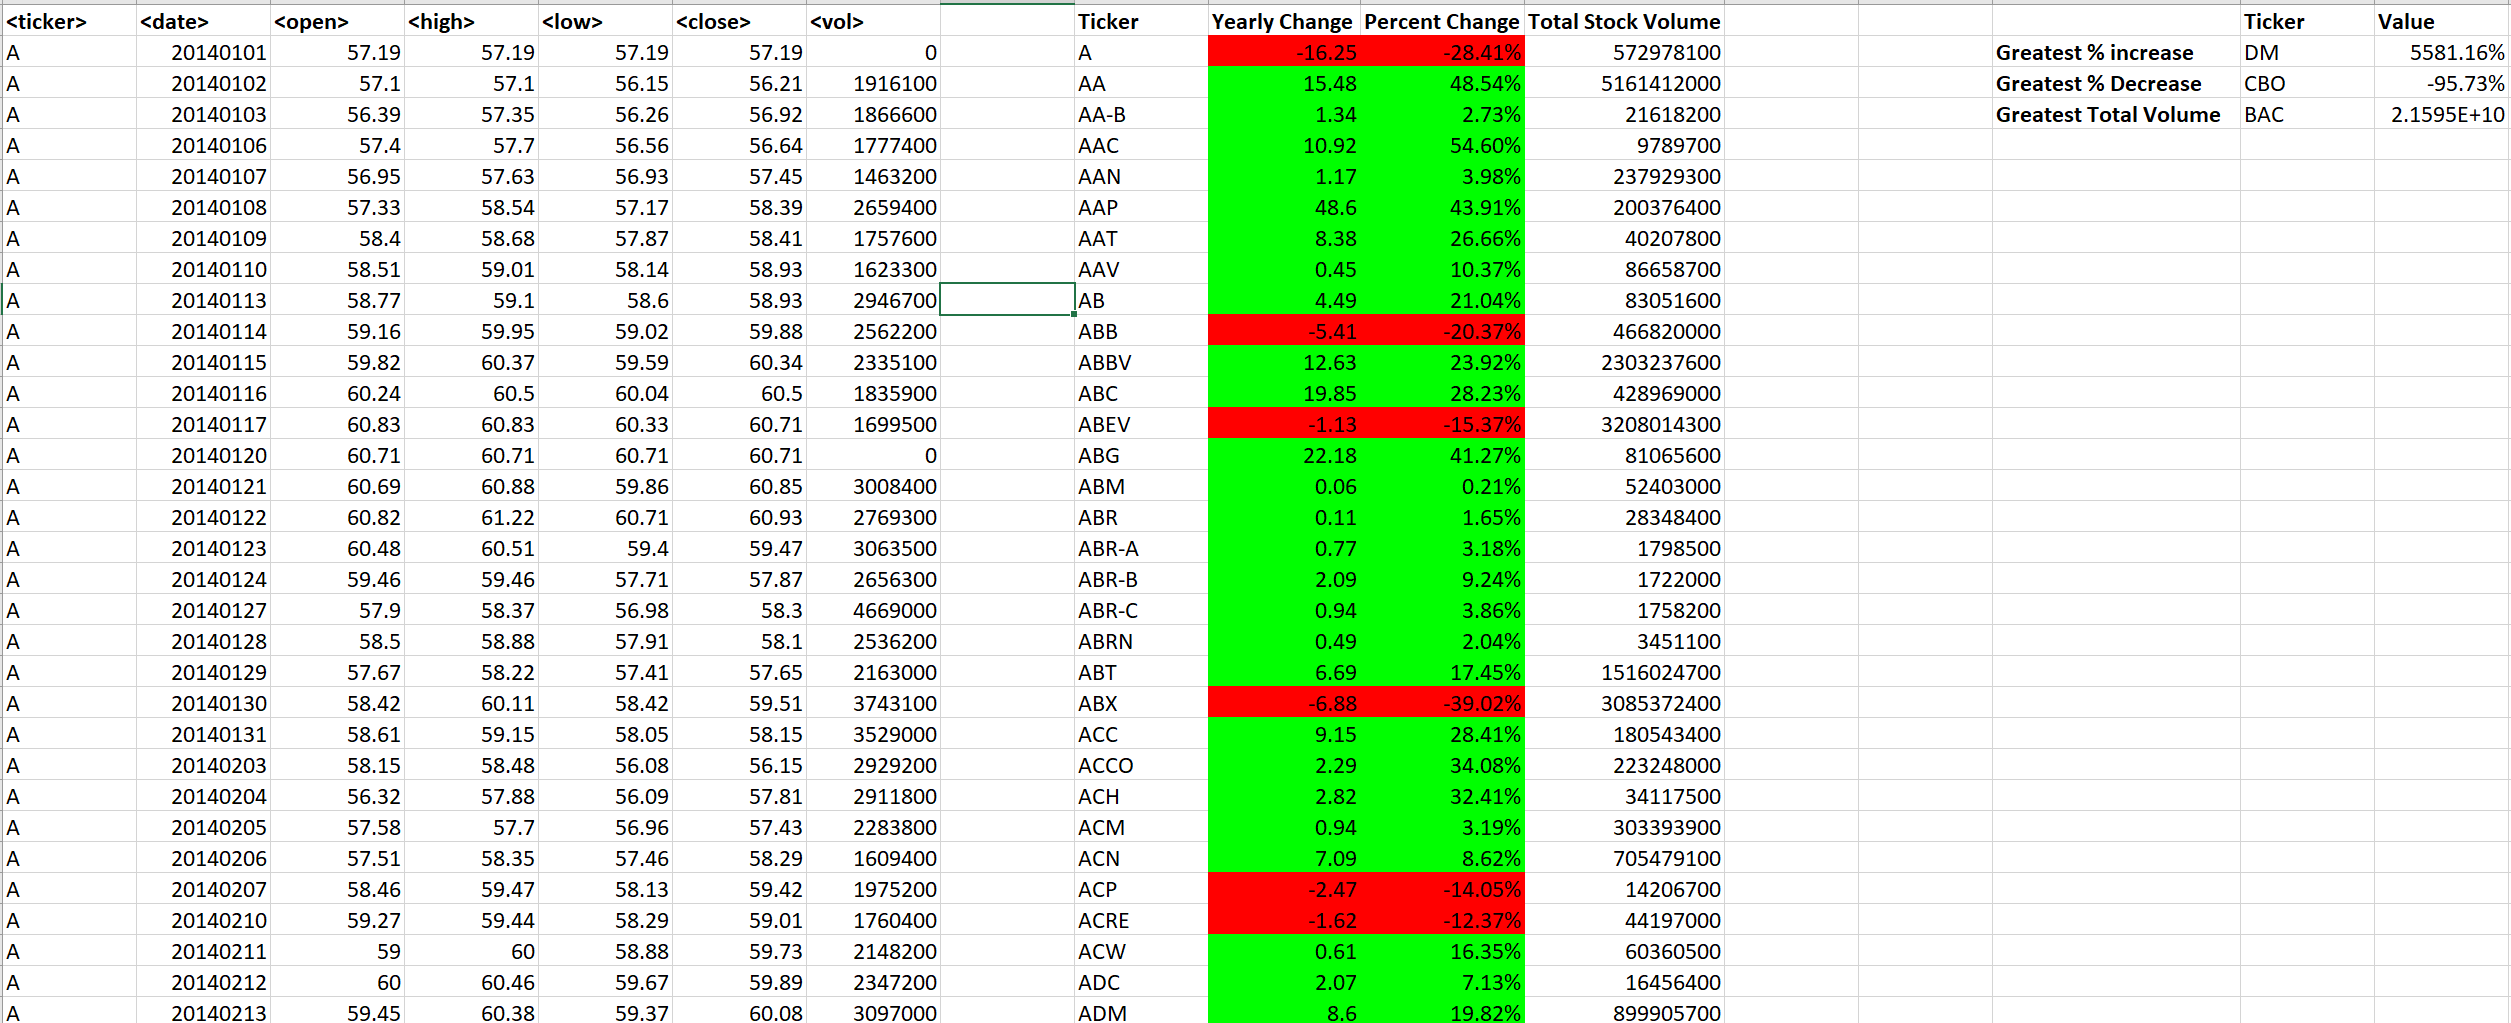 <ticker> <date> <open> <high> <low> <close> <vol> Ticker Yearly Change Percent Change Total Stock Volume Ticker Value
A 20140101 57.19 57.19 57.19 57.19 0 A -16.25 -28.41% 572978100 Greatest % increase DM 5581.16%
A 20140102 57.1 57.1 56.15 56.21 1916100 AA 15.48 48.54% 5161412000 Greatest % Decrease CBO -95.73%
A 20140103 56.39 57.35 56.26 56.92 1866600 AA-B 1.34 2.73% 21618200 Greatest Total Volume BAC 2.1595E+10
A 20140106 57.4 57.7 56.56 56.64 1777400 AAC 10.92 54.60% 9789700
A 20140107 56.95 57.63 56.93 57.45 1463200 AAN 1.17 3.98% 237929300
A 20140108 57.33 58.54 57.17 58.39 2659400 AAP 48.6 43.91% 200376400
A 20140109 58.4 58.68 57.87 58.41 1757600 AAT 8.38 26.66% 40207800
A 20140110 58.51 59.01 58.14 58.93 1623300 AAV 0.45 10.37% 86658700
A 20140113 58.77 59.1 58.6 58.93 2946700 AB 4.49 21.04% 83051600
A 20140114 59.16 59.95 59.02 59.88 2562200 ABB -5.41 -20.37% 466820000
A 20140115 59.82 60.37 59.59 60.34 2335100 ABBV 12.63 23.92% 2303237600
A 20140116 60.24 60.5 60.04 60.5 1835900 ABC 19.85 28.23% 428969000
A 20140117 60.83 60.83 60.33 60.71 1699500 ABEV -1.13 -15.37% 3208014300
A 20140120 60.71 60.71 60.71 60.71 0 ABG 22.18 41.27% 81065600
A 20140121 60.69 60.88 59.86 60.85 3008400 ABM 0.06 0.21% 52403000
A 20140122 60.82 61.22 60.71 60.93 2769300 ABR 0.11 1.65% 28348400
A 20140123 60.48 60.51 59.4 59.47 3063500 ABR-A 0.77 3.18% 1798500
A 20140124 59.46 59.46 57.71 57.87 2656300 ABR-B 2.09 9.24% 1722000
A 20140127 57.9 58.37 56.98 58.3 4669000 ABR-C 0.94 3.86% 1758200
A 20140128 58.5 58.88 57.91 58.1 2536200 ABRN 0.49 2.04% 3451100
A 20140129 57.67 58.22 57.41 57.65 2163000 ABT 6.69 17.45% 1516024700
A 20140130 58.42 60.11 58.42 59.51 3743100 ABX -6.88 -39.02% 3085372400
A 20140131 58.61 59.15 58.05 58.15 3529000 ACC 9.15 28.41% 180543400
A 20140203 58.15 58.48 56.08 56.15 2929200 ACCO 2.29 34.08% 223248000
A 20140204 56.32 57.88 56.09 57.81 2911800 ACH 2.82 32.41% 34117500
A 20140205 57.58 57.7 56.96 57.43 2283800 ACM 0.94 3.19% 303393900
A 20140206 57.51 58.35 57.46 58.29 1609400 ACN 7.09 8.62% 705479100
A 20140207 58.46 59.47 58.13 59.42 1975200 ACP -2.47 -14.05% 14206700
A 20140210 59.27 59.44 58.29 59.01 1760400 ACRE -1.62 -12.37% 44197000
A 20140211 59 60 58.88 59.73 2148200 ACW 0.61 16.35% 60360500
A 20140212 60 60.46 59.67 59.89 2347200 ADC 2.07 7.13% 16456400
A 20140213 59.45 60.38 59.37 60.08 3097000 ADM 8.6 19.82% 899905700